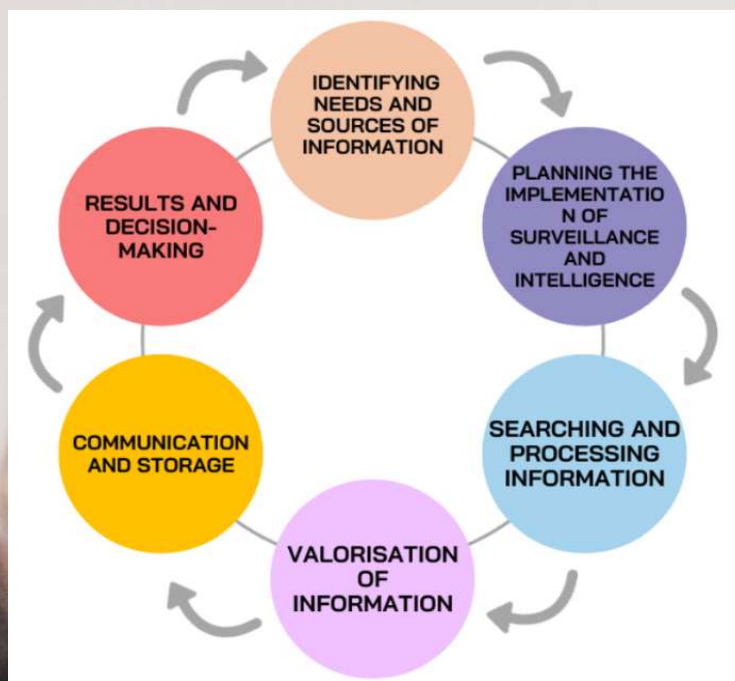 IDENTIFYING
NEEDS AND
SOURCES OF
INFORMATION
PLANNING THE
IMPLEMENTATIO
N OF
SURVEILLANCE
AND
INTELLIGENCE
SEARCHING AND
PROCESSING
INFORMATION
VALORISATION
OF
INFORMATION
COMMUNICATION
AND STORAGE
RESULTS AND
DECISION-
MAKING